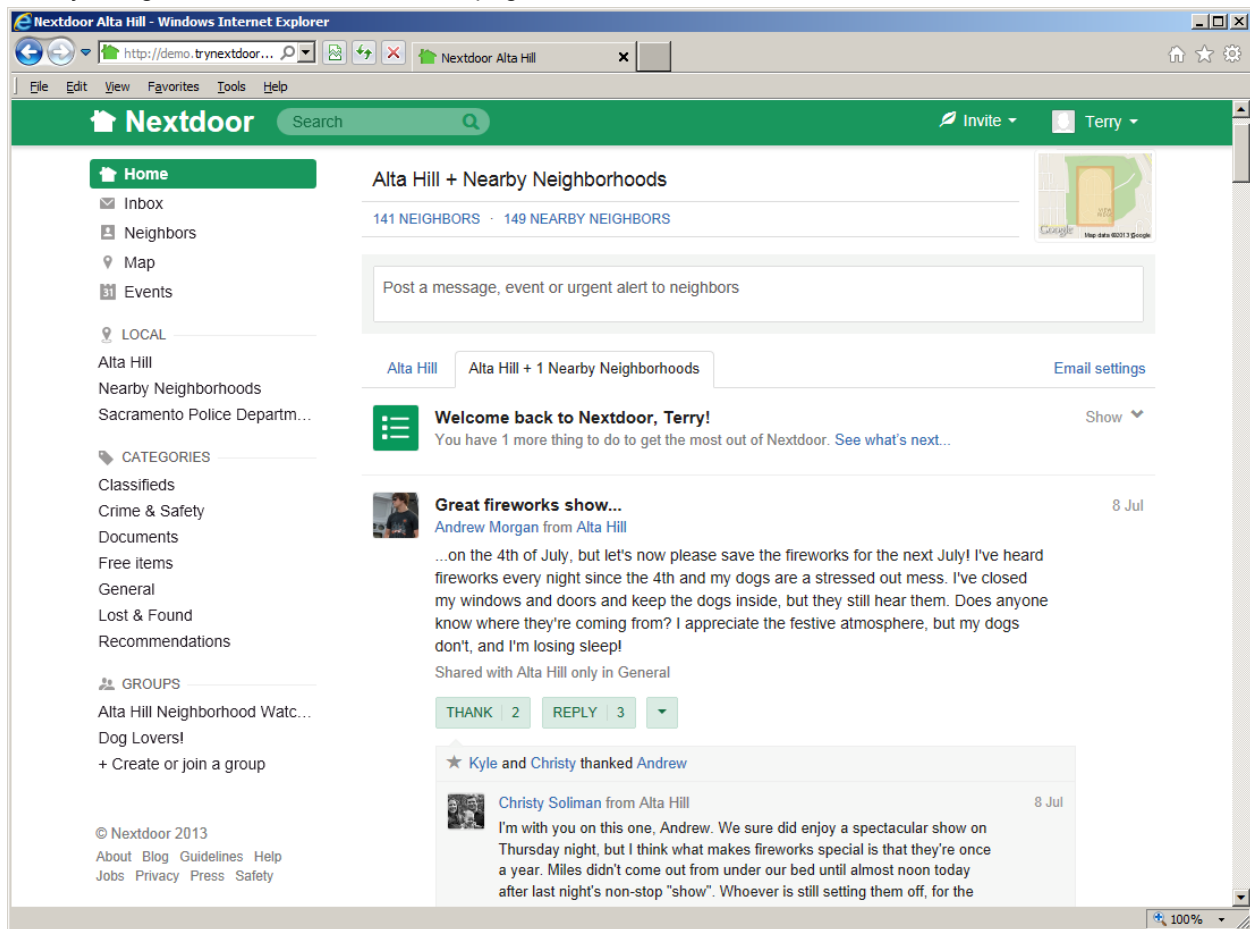 Nextdoor Alta Hill - Windows Internet Explorer
http://demo.trynextdoor...
Nextdoor Alta Hill
File Edit View Favorites Tools Help
Nextdoor Search Invite Terry
Home
Inbox
Neighbors
Map
31 Events
LOCAL
Alta Hill
Nearby Neighborhoods
Sacramento Police Departm...
CATEGORIES
Classifieds
Crime & Safety
Documents
Free items
General
Lost & Found
Recommendations
GROUPS
Alta Hill Neighborhood Watc...
Dog Lovers!
+ Create or join a group
© Nextdoor 2013
About Blog Guidelines Help
Jobs Privacy Press Safety
Alta Hill + Nearby Neighborhoods
141 NEIGHBORS · 149 NEARBY NEIGHBORS
Google Map data ©2013 Google
Post a message, event or urgent alert to neighbors
Alta Hill Alta Hill + 1 Nearby Neighborhoods Email settings
Welcome back to Nextdoor, Terry! Show
You have 1 more thing to do to get the most out of Nextdoor. See what's next...
Great fireworks show... 8 Jul
Andrew Morgan from Alta Hill
...on the 4th of July, but let's now please save the fireworks for the next July! I've heard
fireworks every night since the 4th and my dogs are a stressed out mess. I've closed
my windows and doors and keep the dogs inside, but they still hear them. Does anyone
know where they're coming from? I appreciate the festive atmosphere, but my dogs
don't, and I'm losing sleep!
Shared with Alta Hill only in General
THANK 2 REPLY 3
Kyle and Christy thanked Andrew
Christy Soliman from Alta Hill 8 Jul
I'm with you on this one, Andrew. We sure did enjoy a spectacular show on
Thursday night, but I think what makes fireworks special is that they're once
a year. Miles didn't come out from under our bed until almost noon today
after last night's non-stop "show". Whoever is still setting them off, for the
100%